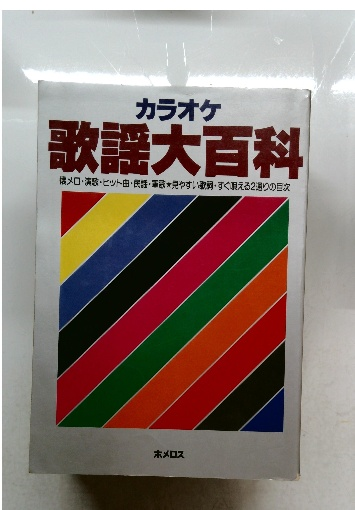 カラオケ
歌謡大百科
懐メロ・演歌・ヒット曲・民謡・軍歌★見やすい歌詞・すぐ唄える2通りの目次
ホメロス